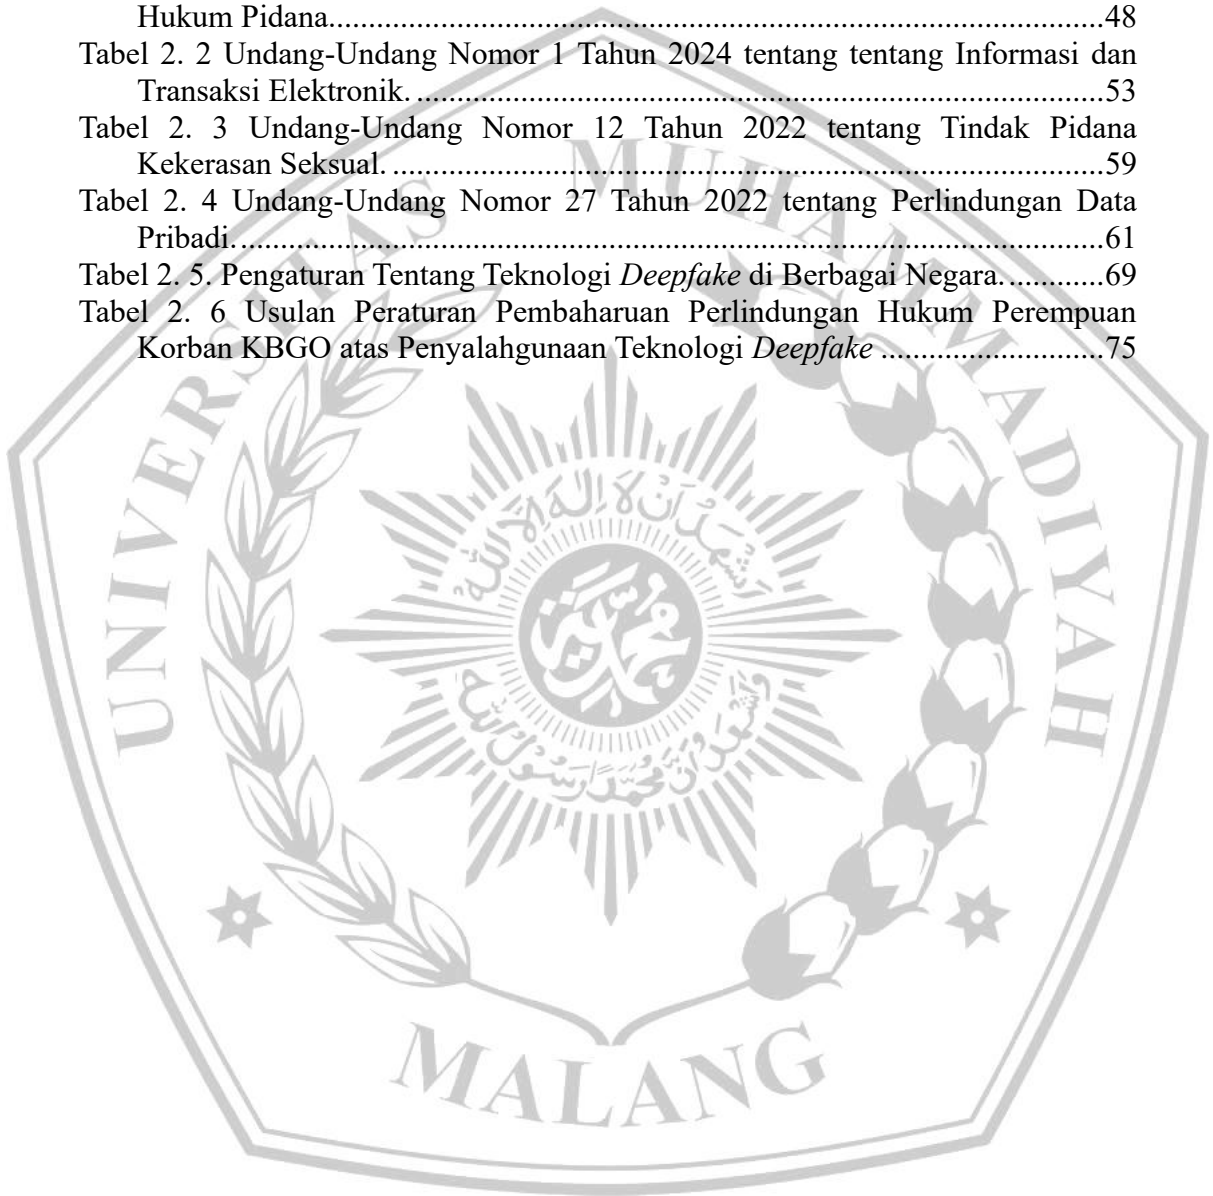 Hukum Pidana....................................................................................................48
Tabel 2. 2 Undang-Undang Nomor 1 Tahun 2024 tentang tentang Informasi dan
Transaksi Elektronik. .........................................................................................53
Tabel 2. 3 Undang-Undang Nomor 12 Tahun 2022 tentang Tindak Pidana
Kekerasan Seksual. ............................................................................................59
Tabel 2. 4 Undang-Undang Nomor 27 Tahun 2022 tentang Perlindungan Data
Pribadi.................................................................................................................61
Tabel 2. 5. Pengaturan Tentang Teknologi Deepfake di Berbagai Negara.............69
Tabel 2. 6 Usulan Peraturan Pembaharuan Perlindungan Hukum Perempuan
Korban KBGO atas Penyalahgunaan Teknologi Deepfake .............................75
UNIVERSITAS MUHAMMADIYAH
MALANG